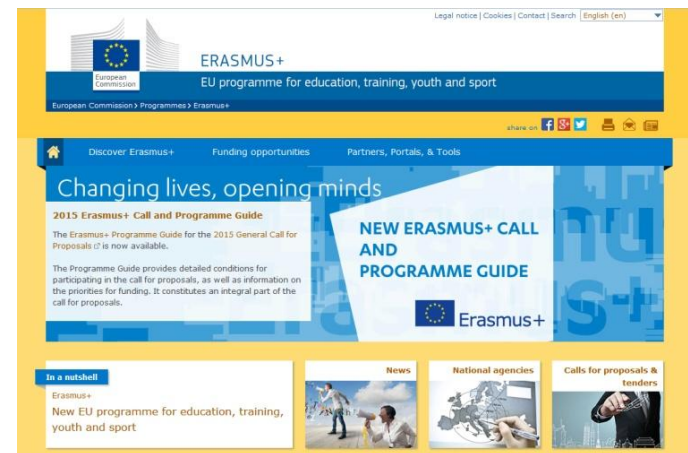 Legal notice | Cookies | Contact | Search English (en)
European
Commission
ERASMUS+
EU programme for education, training, youth and sport
European Commission > Programmes > Erasmus+
share on
Discover Erasmus+ Funding opportunities Partners, Portals, & Tools
Changing lives, opening minds
2015 Erasmus+ Call and Programme Guide
The Erasmus+ Programme Guide for the 2015 General Call for
Proposals is now available.
The Programme Guide provides detailed conditions for
participating in the call for proposals, as well as information on
the priorities for funding. It constitutes an integral part of the
call for proposals.
NEW ERASMUS+ CALL
AND
PROGRAMME GUIDE
Erasmus+
In a nutshell
Erasmus+
New EU programme for education, training,
youth and sport
News
National agencies
Calls for proposals &
tenders